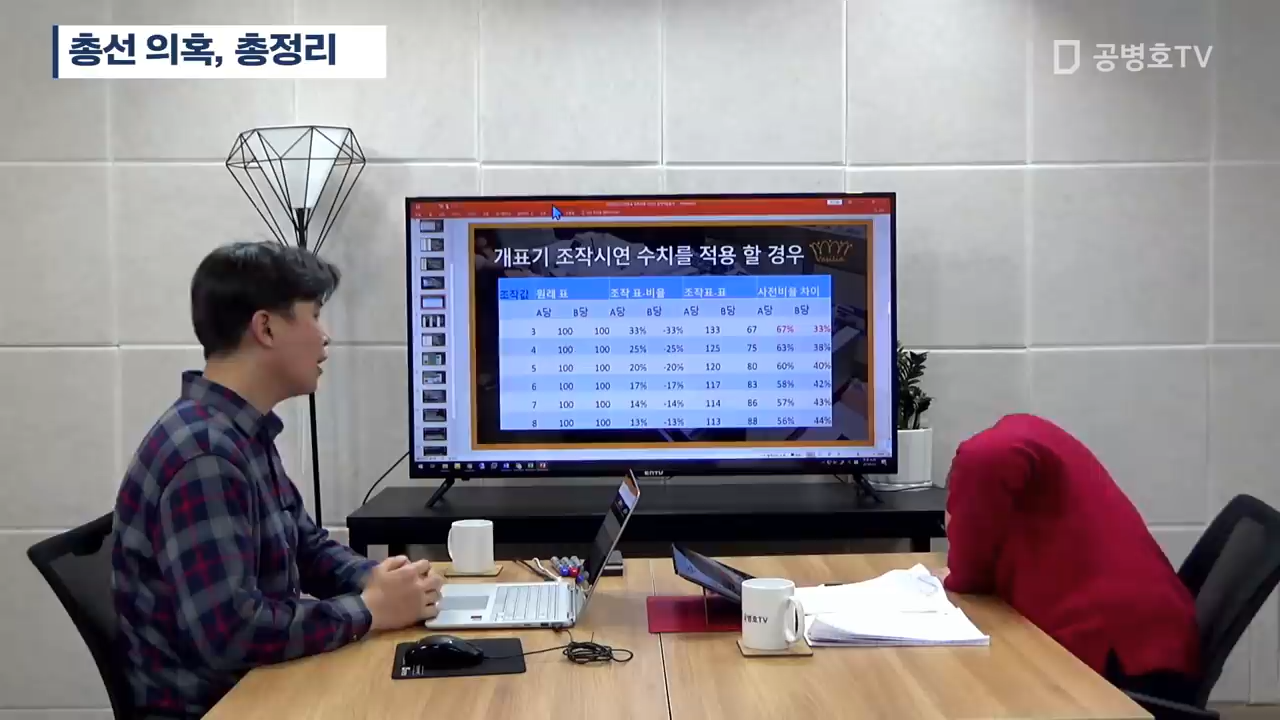 총선 의혹, 총정리
공병호TV
개표기 조작시연 수치를 적용 할 경우
조작값 원래 표 조작 표-비율 조작표-표 사전비율 차이
A당 B당 A당 B당 A당 B당 A당 B당
3 100 100 33% -33% 133 67 67% 33%
4 100 100 25% -25% 125 75 63% 38%
5 100 100 20% -20% 120 80 60% 40%
6 100 100 17% -17% 117 83 58% 42%
7 100 100 14% -14% 114 86 57% 43%
8 100 100 13% -13% 113 88 56% 44%
공병호TV